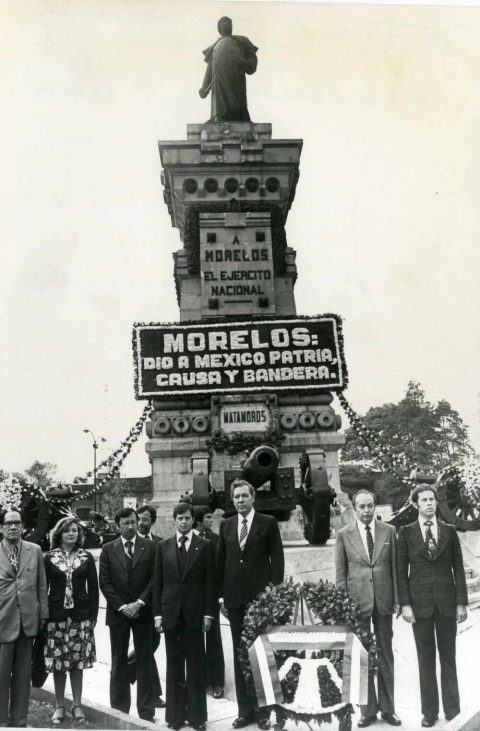 A
MORELOS
EL EJERCITO
NACIONAL
MORELOS:
DIO A MEXICO PATRIA,
CAUSA Y BANDERA.
MATAMOROS